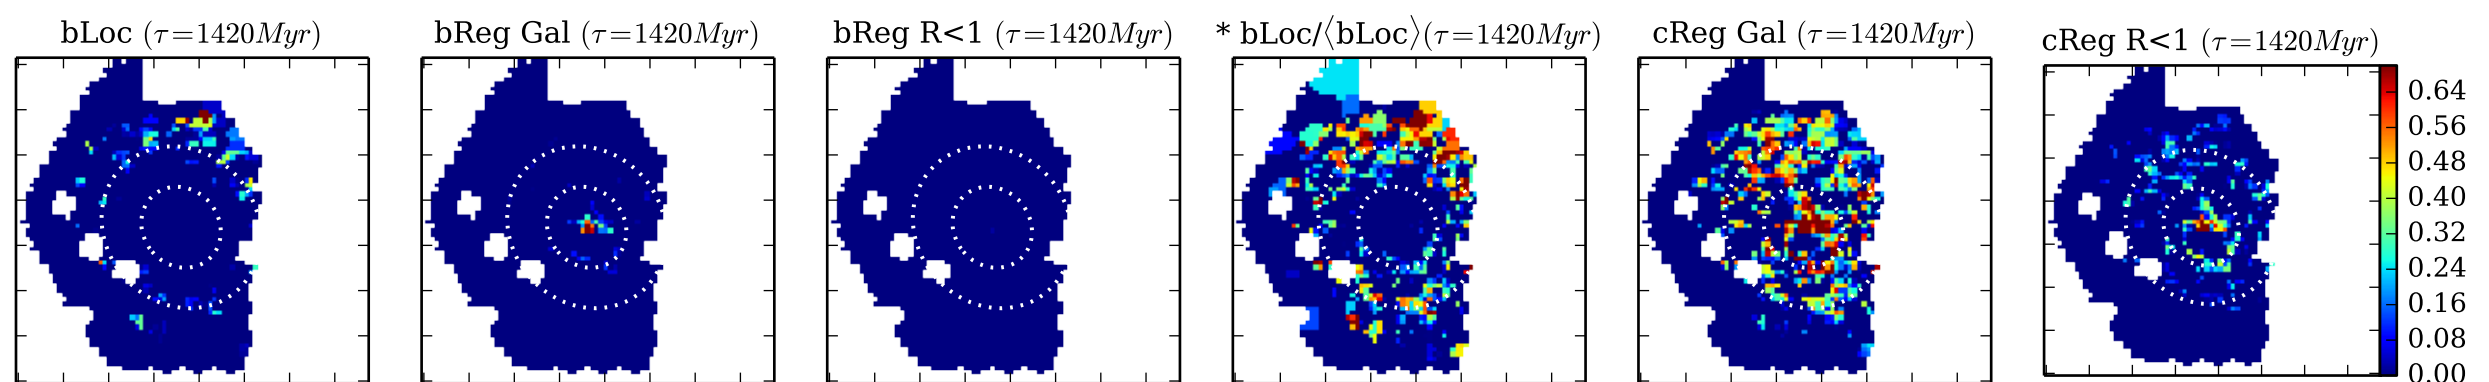 bLoc (τ=1420Myr)
bReg Gal (τ=1420Myr)
bReg R<1 (τ=1420Myr)
* bLoc/⟨bLoc⟩(τ=1420Myr)
cReg Gal (τ=1420Myr)
cReg R<1 (τ=1420Myr)
0.64
0.56
0.48
0.40
0.32
0.24
0.16
0.08
0.00